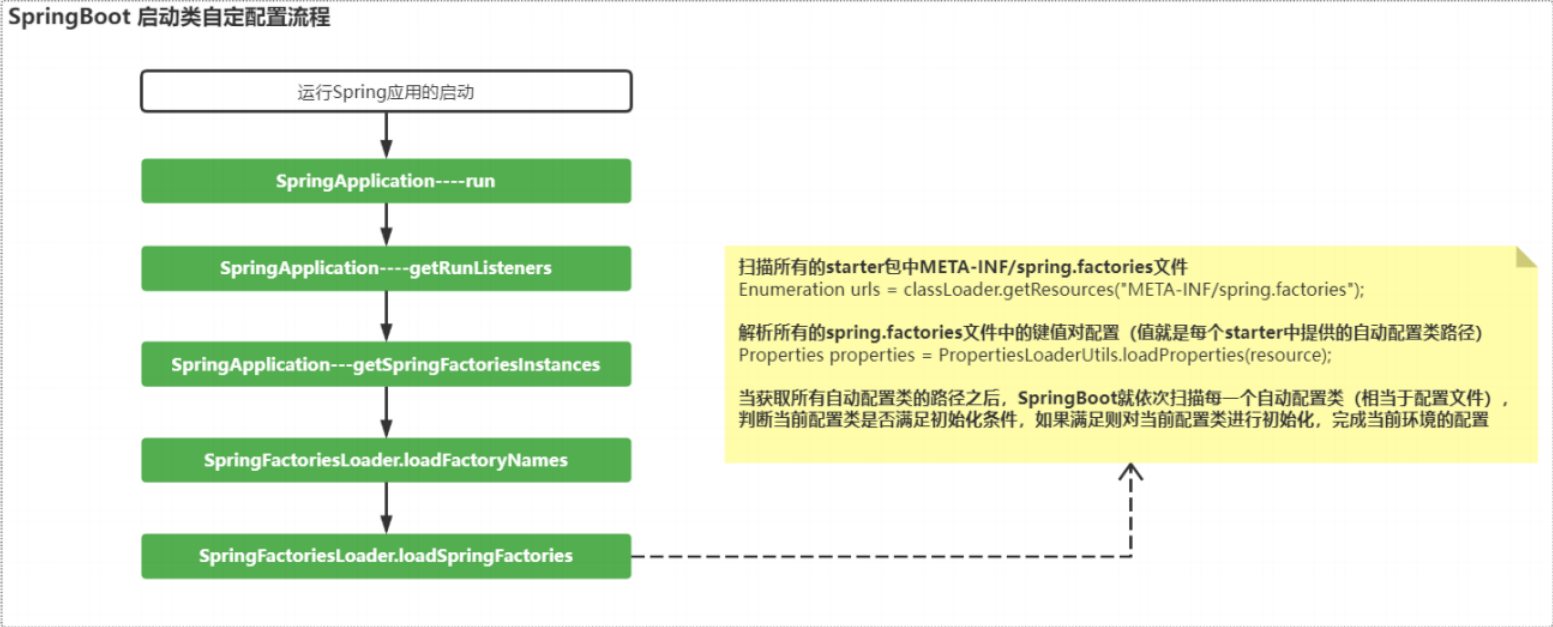 SpringBoot 启动类自定配置流程
运行Spring应用的启动
SpringApplication----run
SpringApplication----getRunListeners
SpringApplication---getSpringFactoriesInstances
SpringFactoriesLoader.loadFactoryNames
SpringFactoriesLoader.loadSpringFactories
扫描所有的starter包中META-INF/spring.factories文件
Enumeration urls = classLoader.getResources("META-INF/spring.factories");
解析所有的spring.factories文件中的键值对配置（值就是每个starter中提供的自动配置类路径）
Properties properties = PropertiesLoaderUtils.loadProperties(resource);
当获取所有自动配置类的路径之后，SpringBoot就依次扫描每一个自动配置类（相当于配置文件），
判断当前配置类是否满足初始化条件，如果满足则对当前配置类进行初始化，完成当前环境的配置